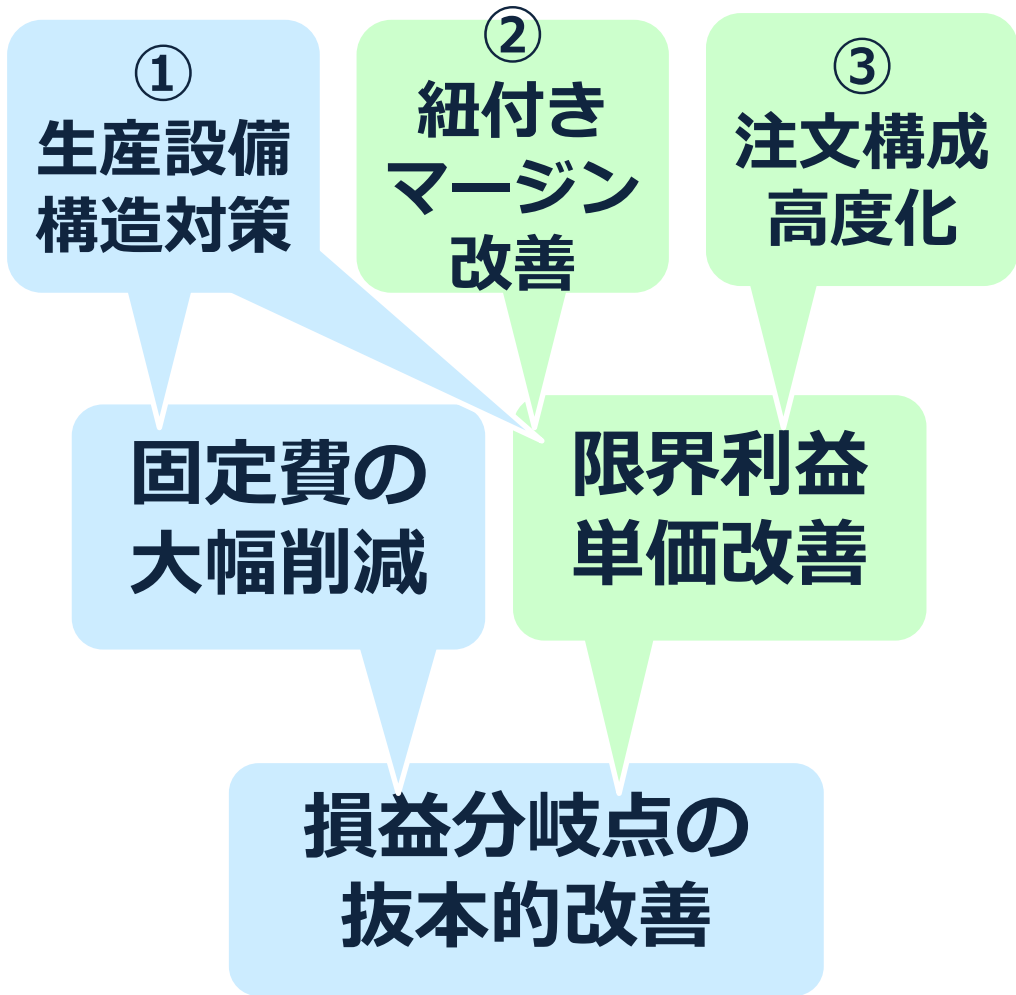 ①
生産設備
構造対策
②
紐付き
マージン
改善
③
注文構成
高度化
固定費の
大幅削減
限界利益
単価改善
損益分岐点の
抜本的改善